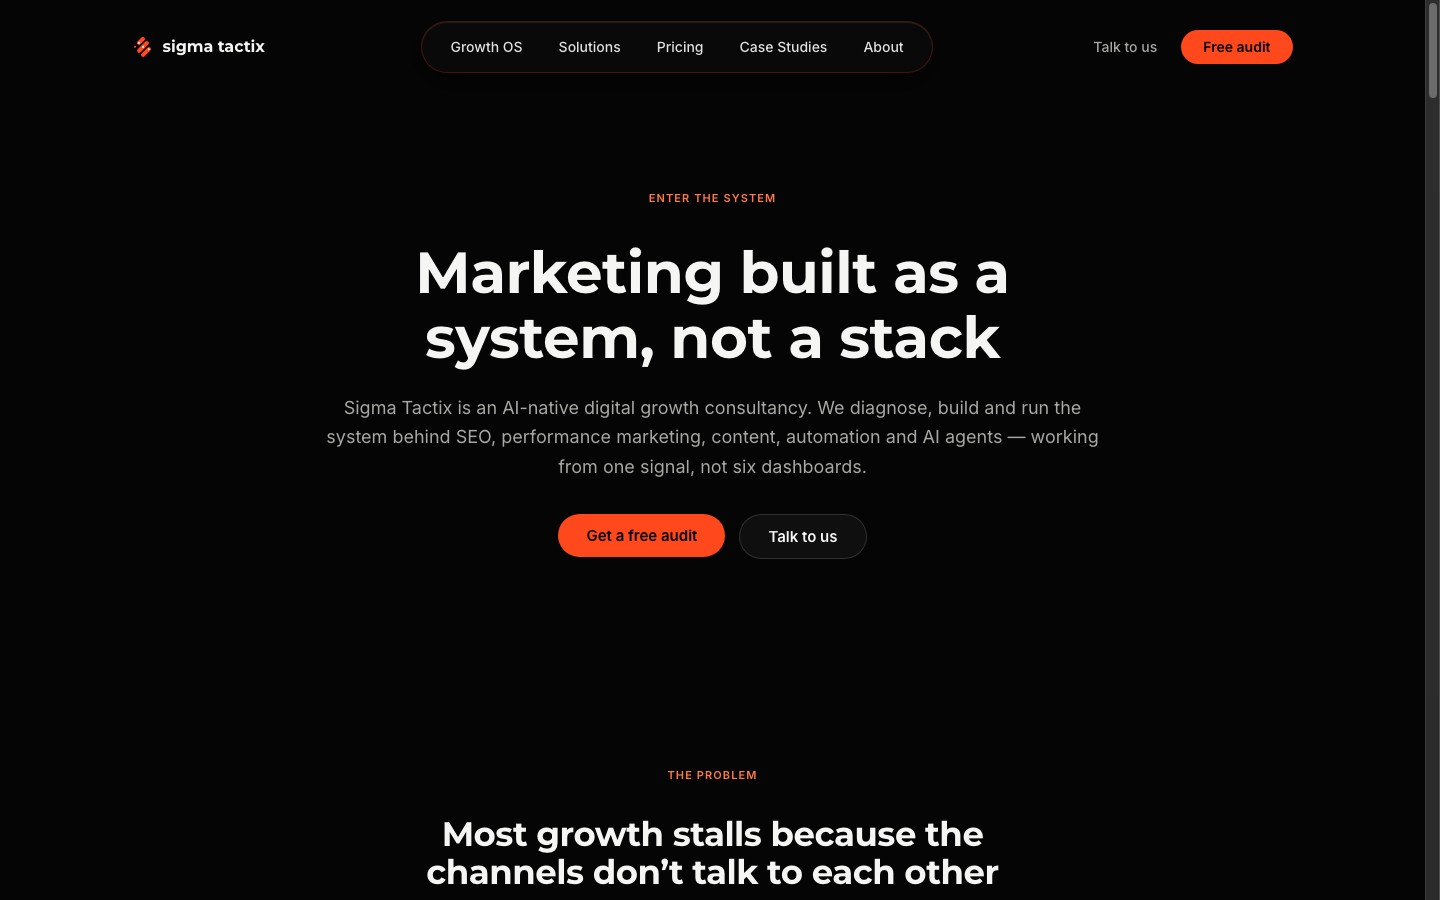 sigma tactix
Growth OS
Solutions
Pricing
Case Studies
About
Talk to us
Free audit
ENTER THE SYSTEM
Marketing built as a
system, not a stack
Sigma Tactix is an AI-native digital growth consultancy. We diagnose, build and run the
system behind SEO, performance marketing, content, automation and AI agents — working
from one signal, not six dashboards.
Get a free audit
Talk to us
THE PROBLEM
Most growth stalls because the
channels don’t talk to each other